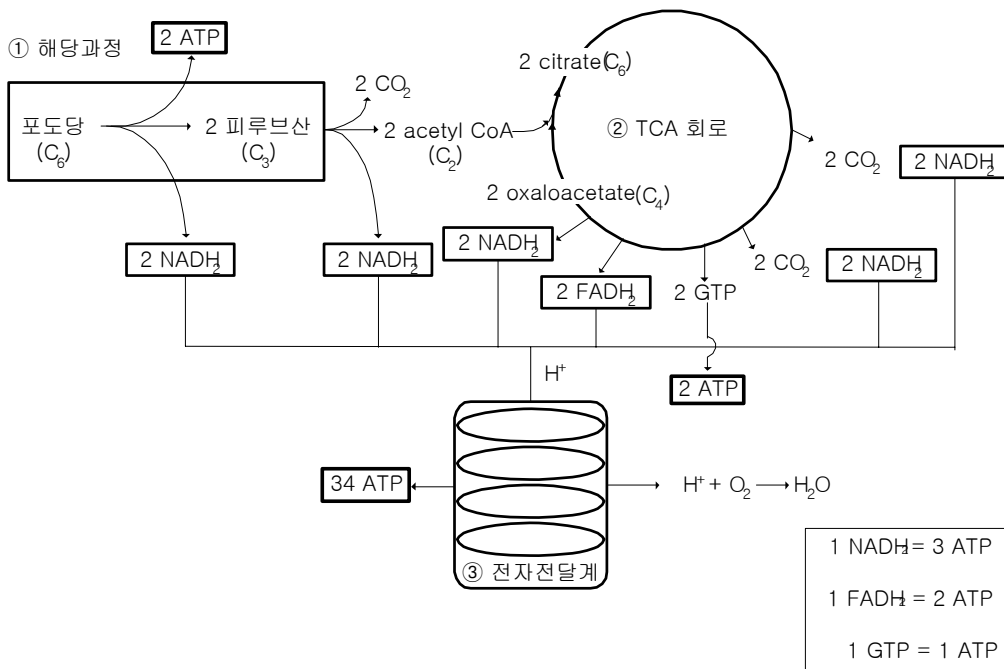 ① 해당과정
2 ATP
포도당
(C₆)
2 피루브산
(C₃)
2 CO₂
2 acetyl CoA
(C₂)
2 citrate(C₆)
② TCA 회로
2 oxaloacetate(C₄)
2 CO₂
2 NADH₂
2 NADH₂
2 NADH₂
2 NADH₂
2 FADH₂
2 GTP
2 CO₂
2 NADH₂
H⁺
2 ATP
34 ATP
H⁺ + O₂ → H₂O
③ 전자전달계
1 NADH₂ = 3 ATP
1 FADH₂ = 2 ATP
1 GTP = 1 ATP